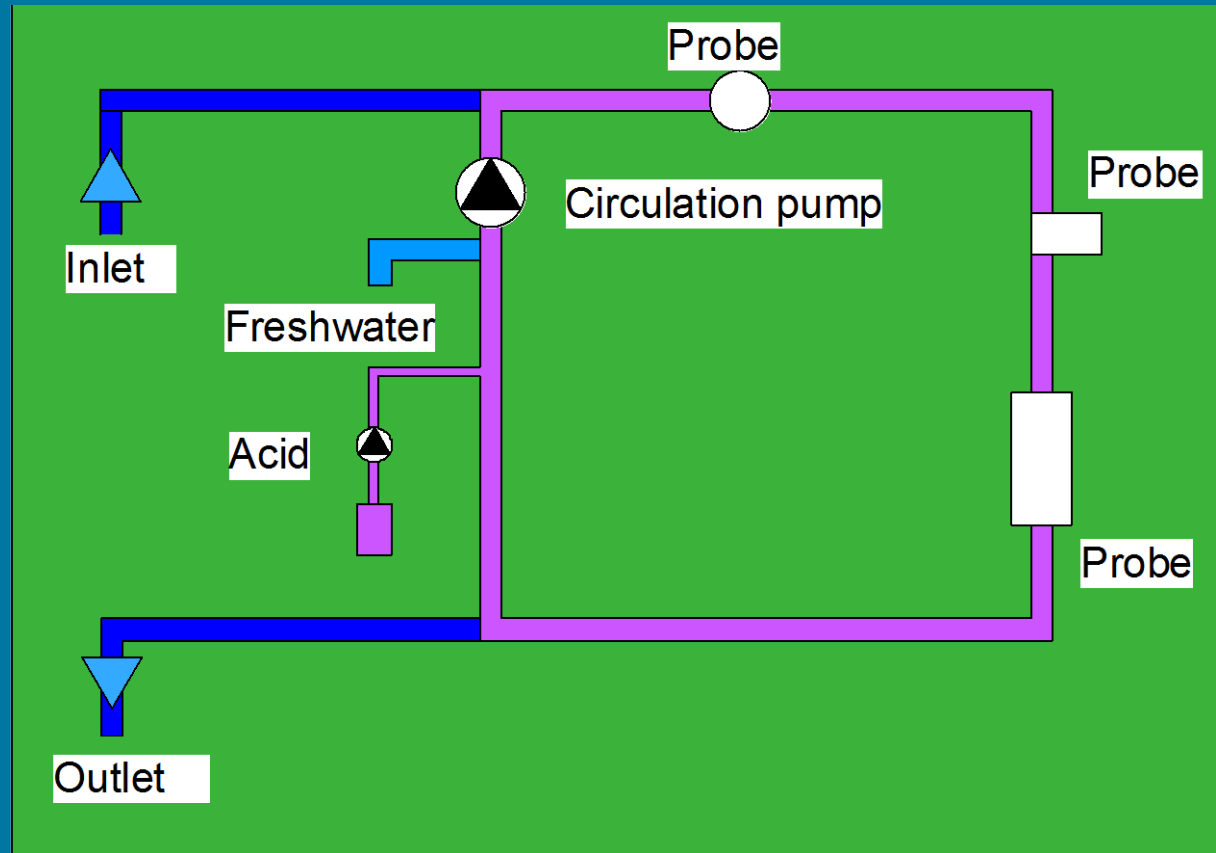 Probe
Probe
Circulation pump
Inlet
Freshwater
Acid
Probe
Outlet